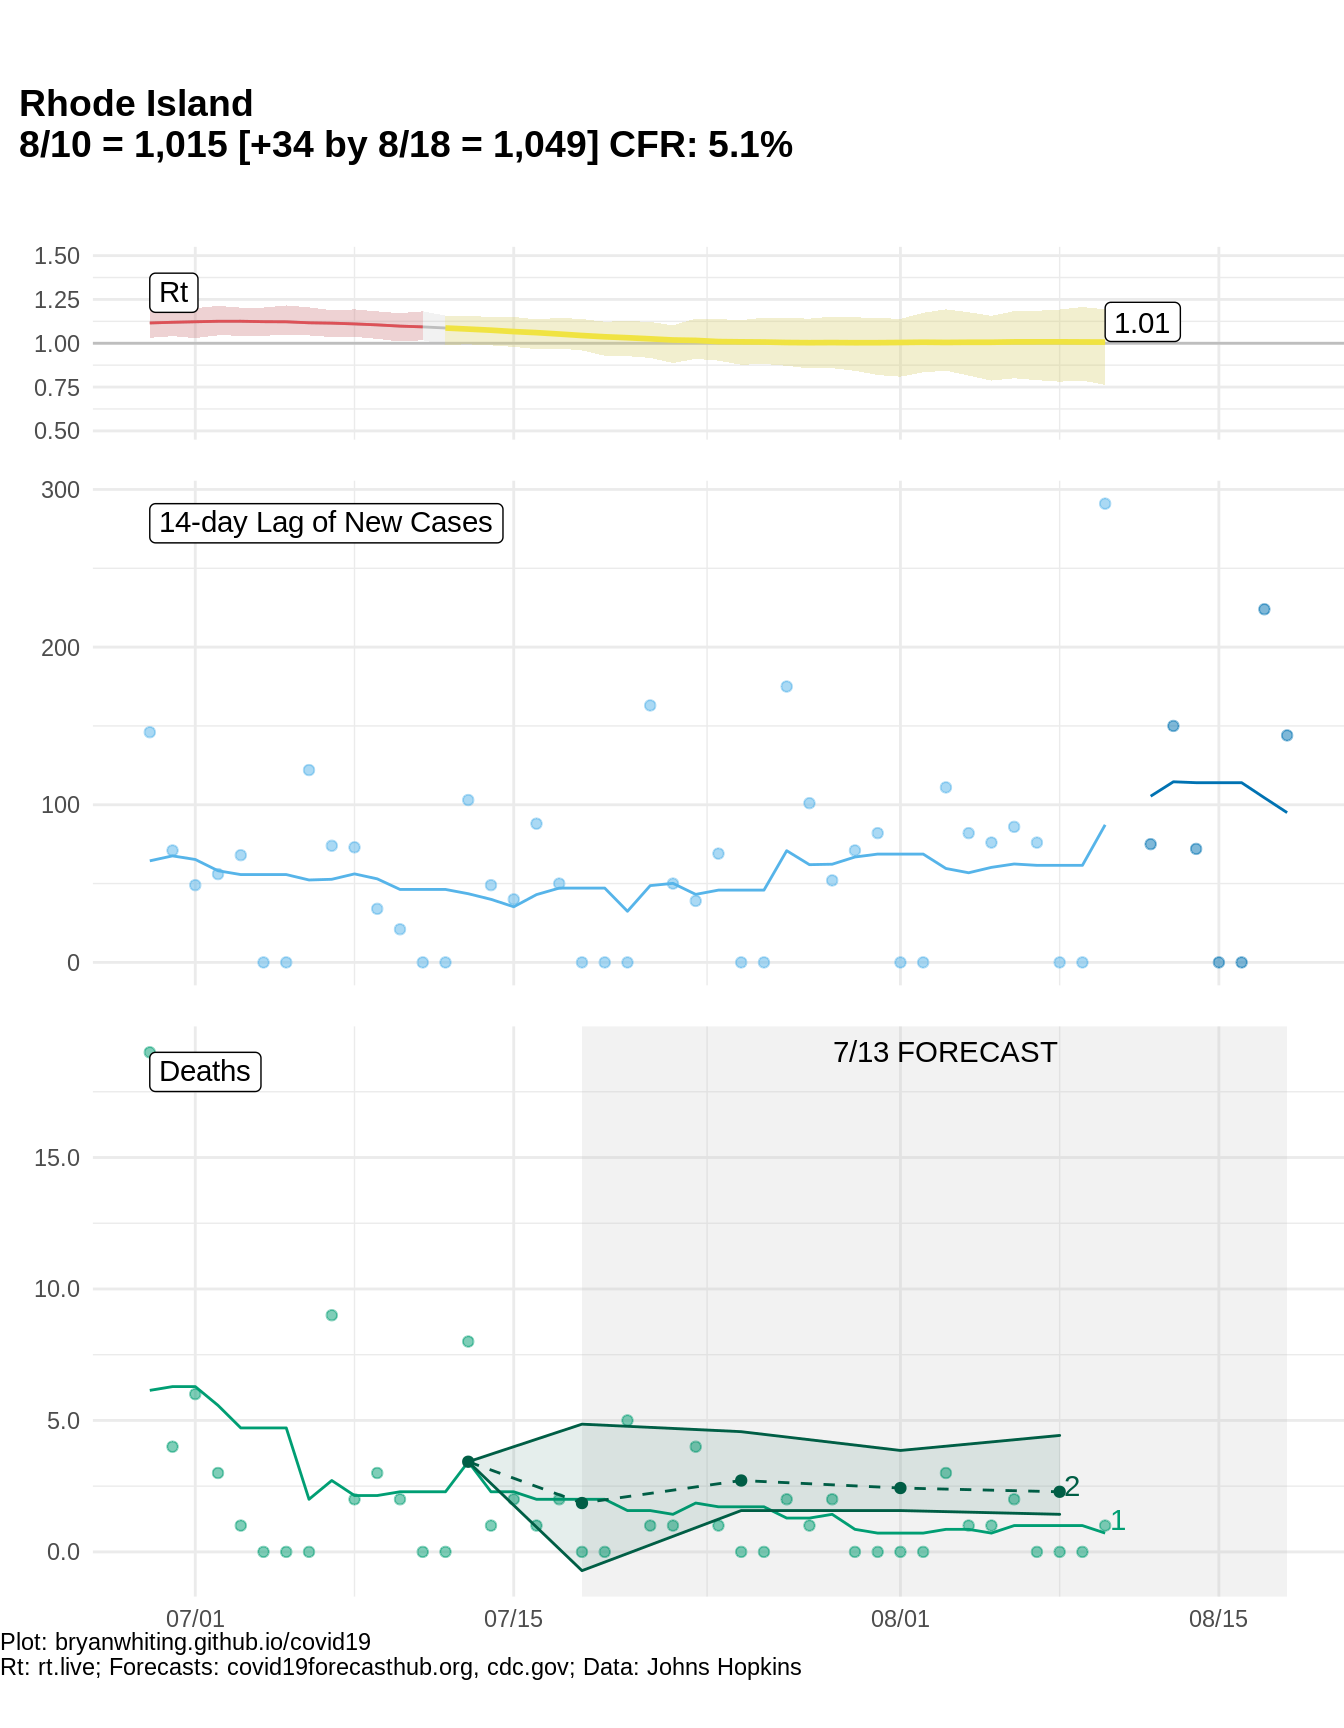 Rhode Island
8/10 = 1,015 [+34 by 8/18 = 1,049] CFR: 5.1%
1.50
Rt
1.25
1.01
1.00
0.75
0.50
300
14-day Lag of New Cases
200
100
0
7/13 FORECAST
Deaths
15.0
10.0
5.0
2
1
0.0
07/01 07/15 08/01 08/15
Plot: bryanwhiting.github.io/covid19
Rt: rt.live; Forecasts: covid19forecasthub.org, cdc.gov; Data: Johns Hopkins